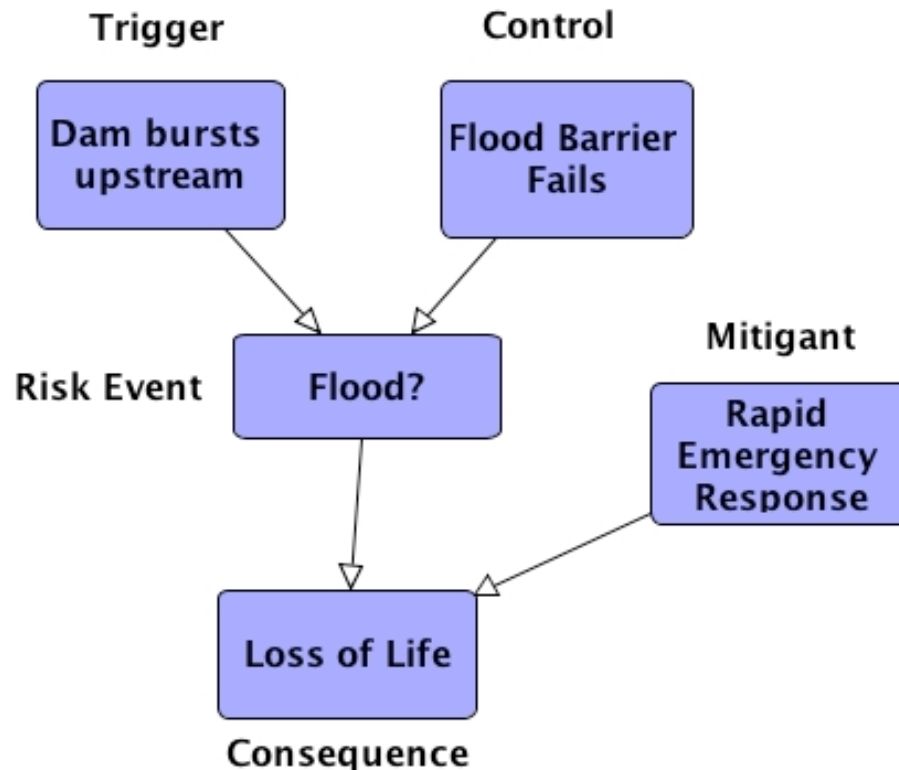 Trigger
Control
Dam bursts
upstream
Flood Barrier
Fails
Risk Event
Flood?
Mitigant
Rapid
Emergency
Response
Loss of Life
Consequence